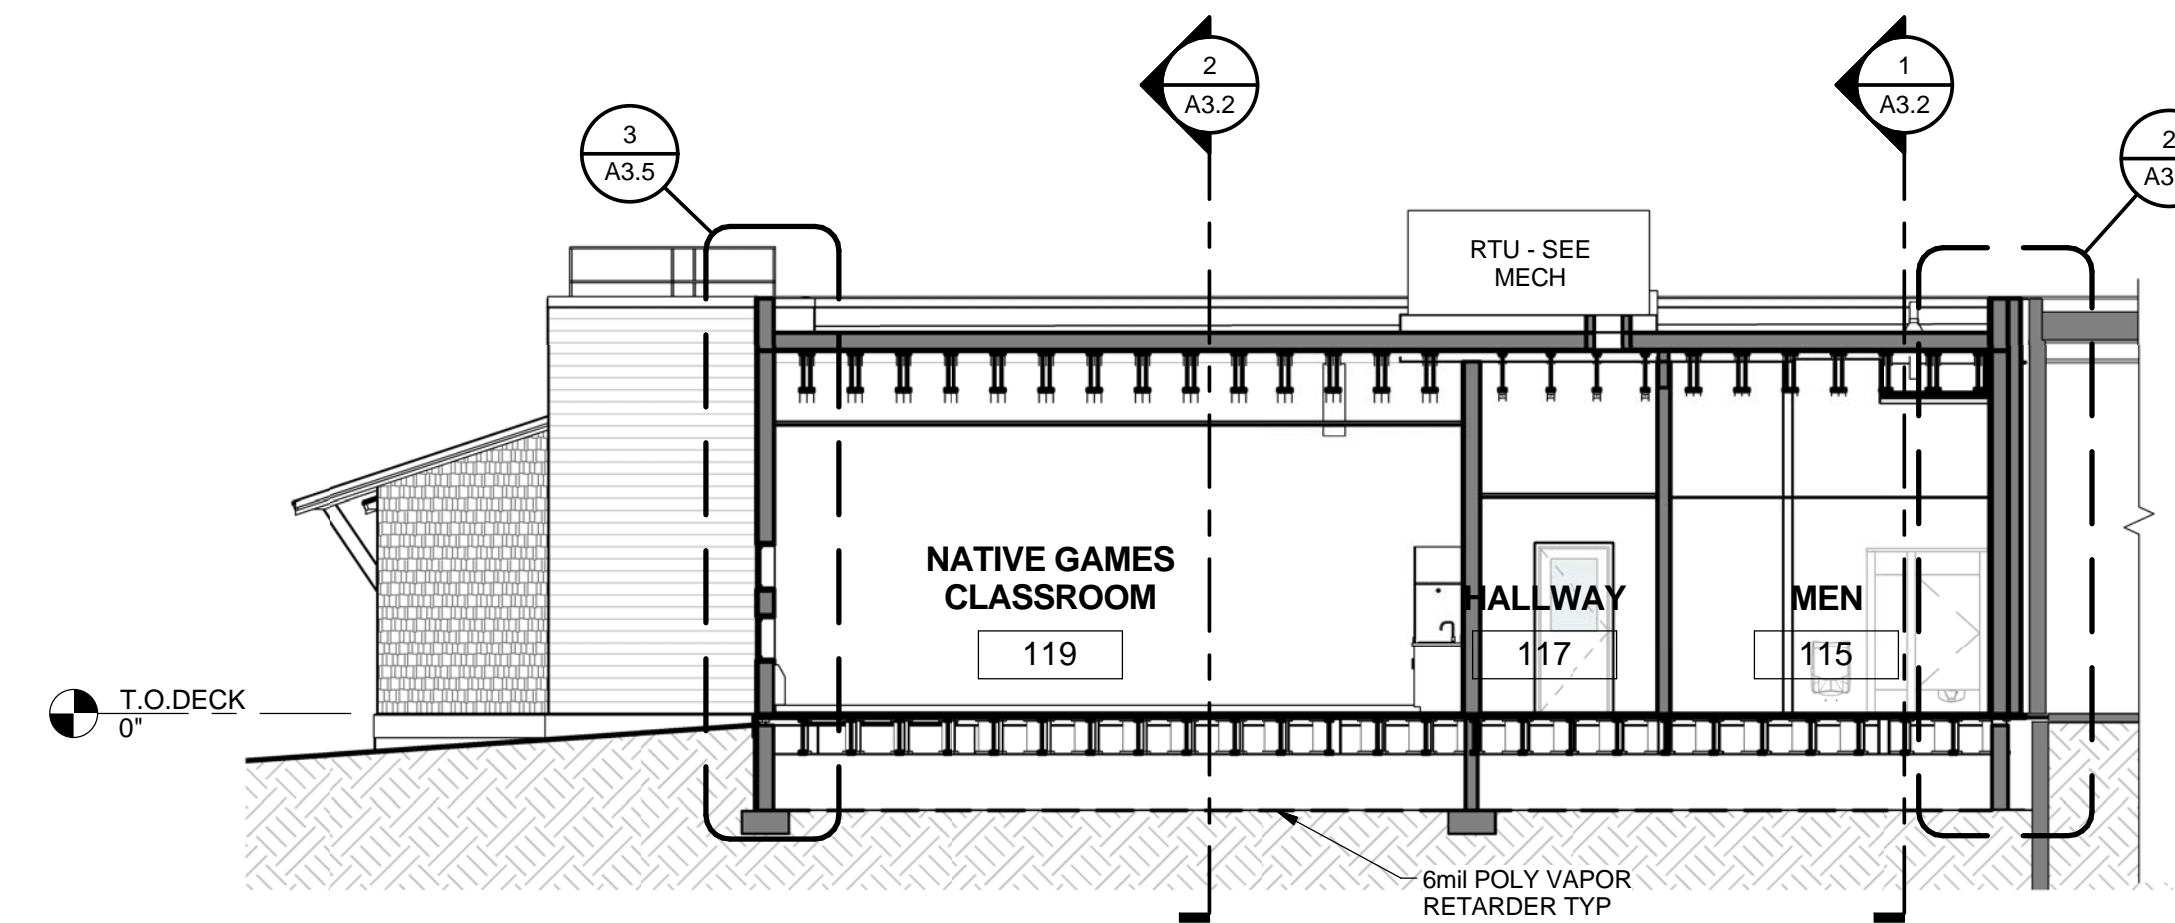 2
A3.2
1
A3.2
3
A3.5
2
RTU - SEE
MECH
NATIVE GAMES
CLASSROOM
119
HALLWAY
117
MEN
115
T.O.DECK
0"
6mil POLY VAPOR
RETARDER TYP